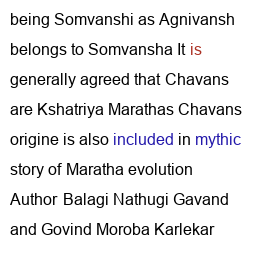 being Somvanshi as Agnivansh
belongs to Somvansha It is
generally agreed that Chavans
are Kshatriya Marathas Chavans
origine is also included in mythic
story of Maratha evolution
Author Balagi Nathugi Gavand
and Govind Moroba Karlekar